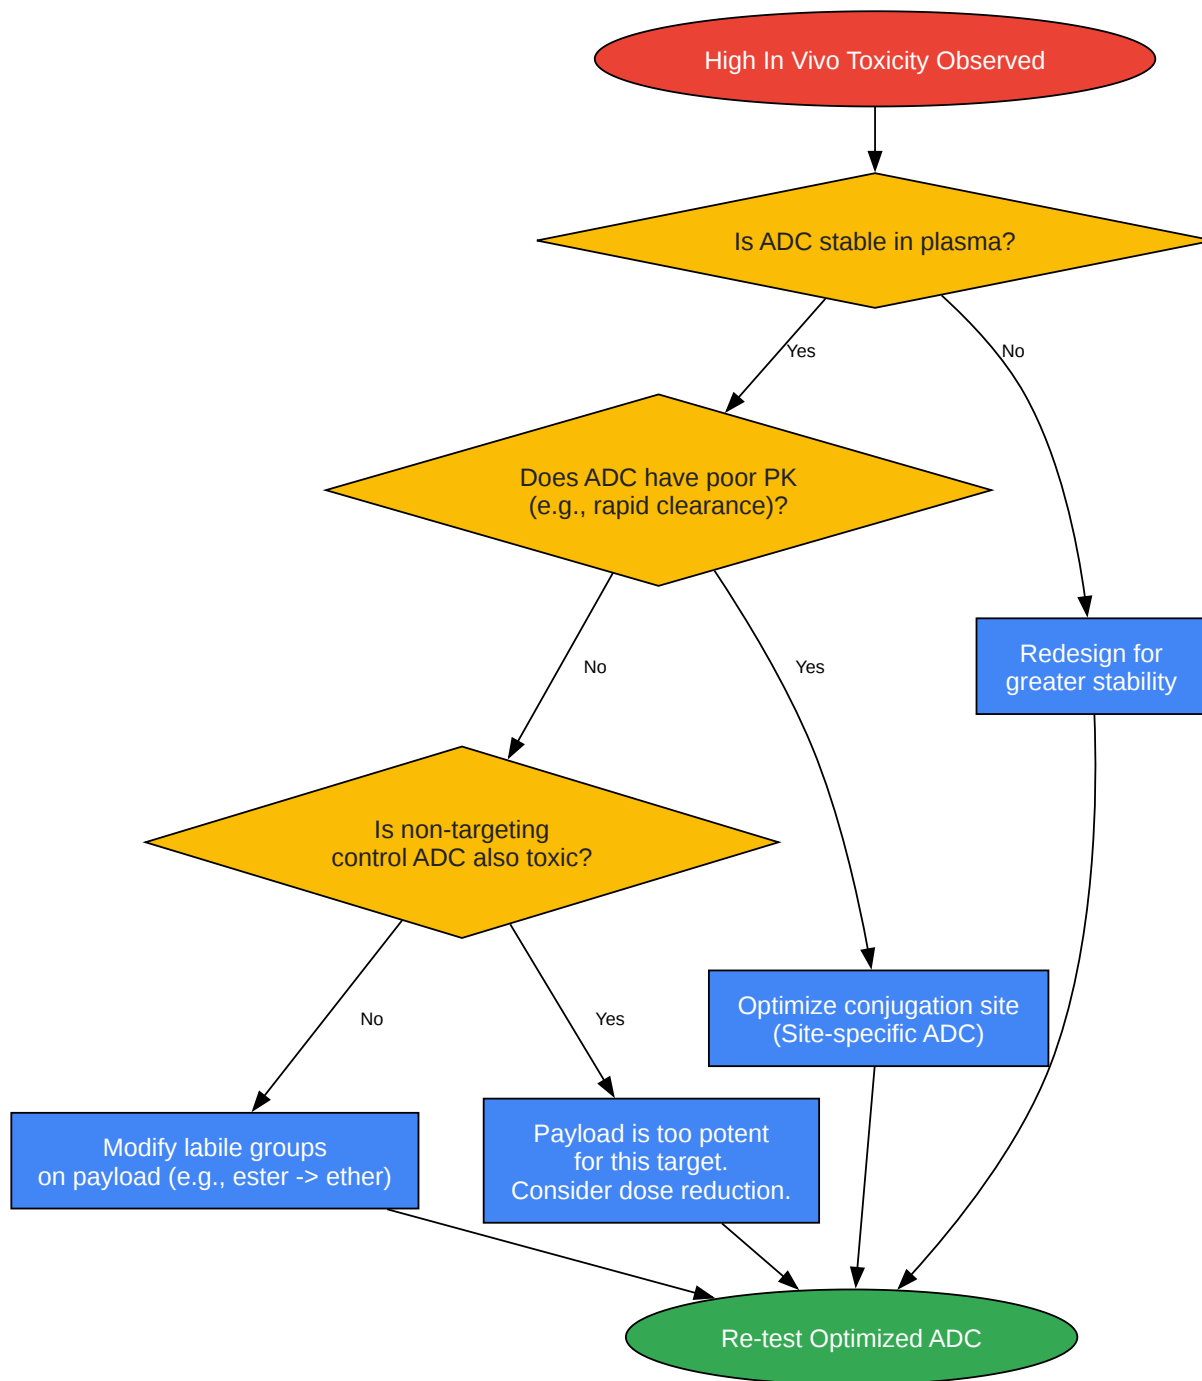 High In Vivo Toxicity Observed
Is ADC stable in plasma?
Yes
No
Does ADC have poor PK
(e.g., rapid clearance)?
No
Yes
Redesign for
greater stability
Is non-targeting
control ADC also toxic?
No
Yes
Optimize conjugation site
(Site-specific ADC)
Modify labile groups
on payload (e.g., ester -> ether)
Payload is too potent
for this target.
Consider dose reduction.
Re-test Optimized ADC